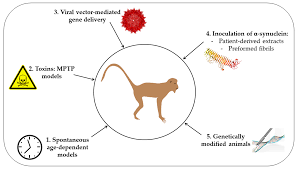 3. Viral vector-mediated
gene delivery
4. Inoculation of α-synuclein:
- Patient-derived extracts
- Preformed fibrils
2. Toxins: MPTP
models
1. Spontaneous
age-dependent
models
5. Genetically
modified animals